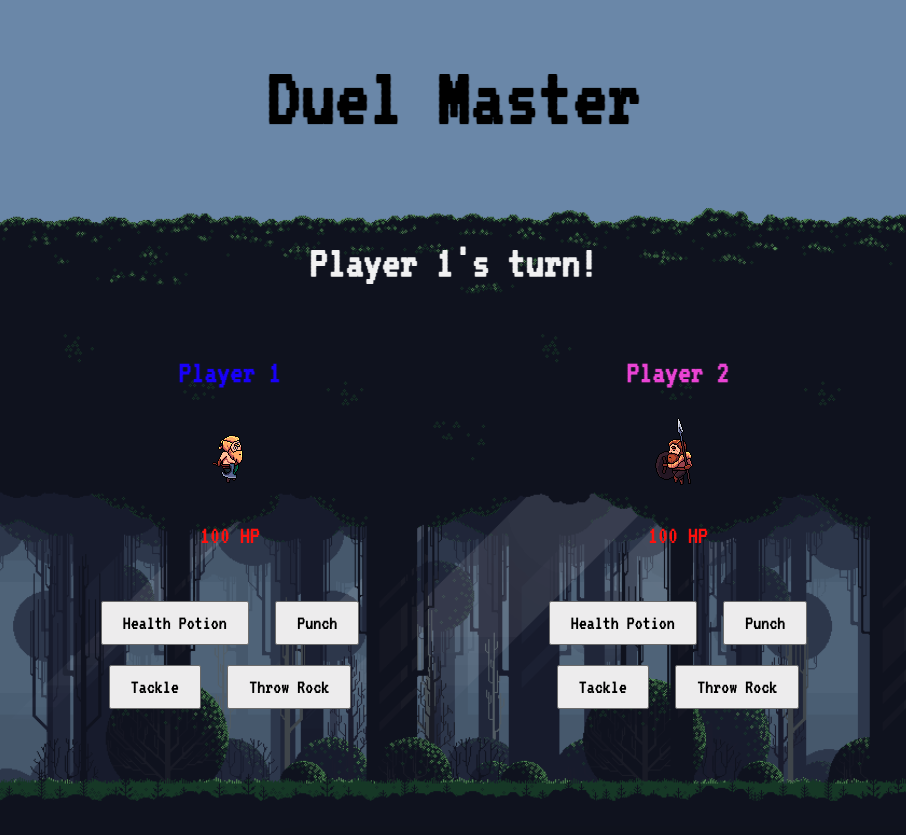 Duel Master
Player 1's turn!
Player 1
Player 2
100 HP
100 HP
Health Potion
Punch
Health Potion
Punch
Tackle
Throw Rock
Tackle
Throw Rock